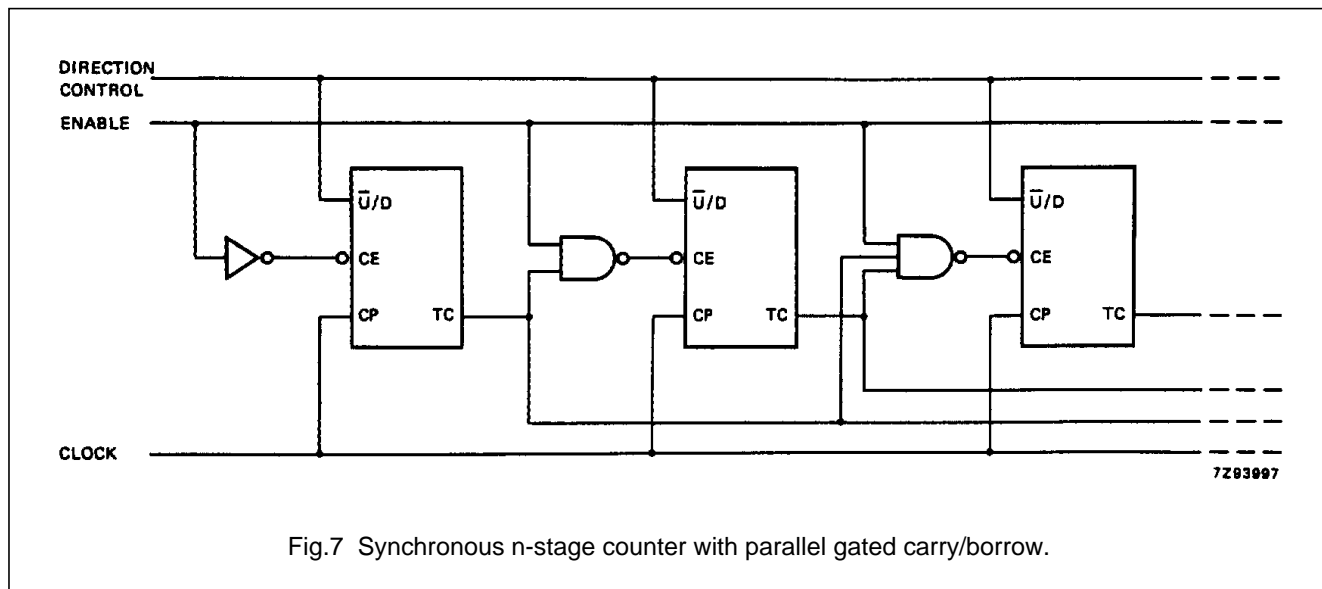 DIRECTION
CONTROL
ENABLE
U̅/D
CE
CP
TC
U̅/D
CE
CP
TC
U̅/D
CE
CP
TC
CLOCK
7Z93997
Fig.7 Synchronous n-stage counter with parallel gated carry/borrow.